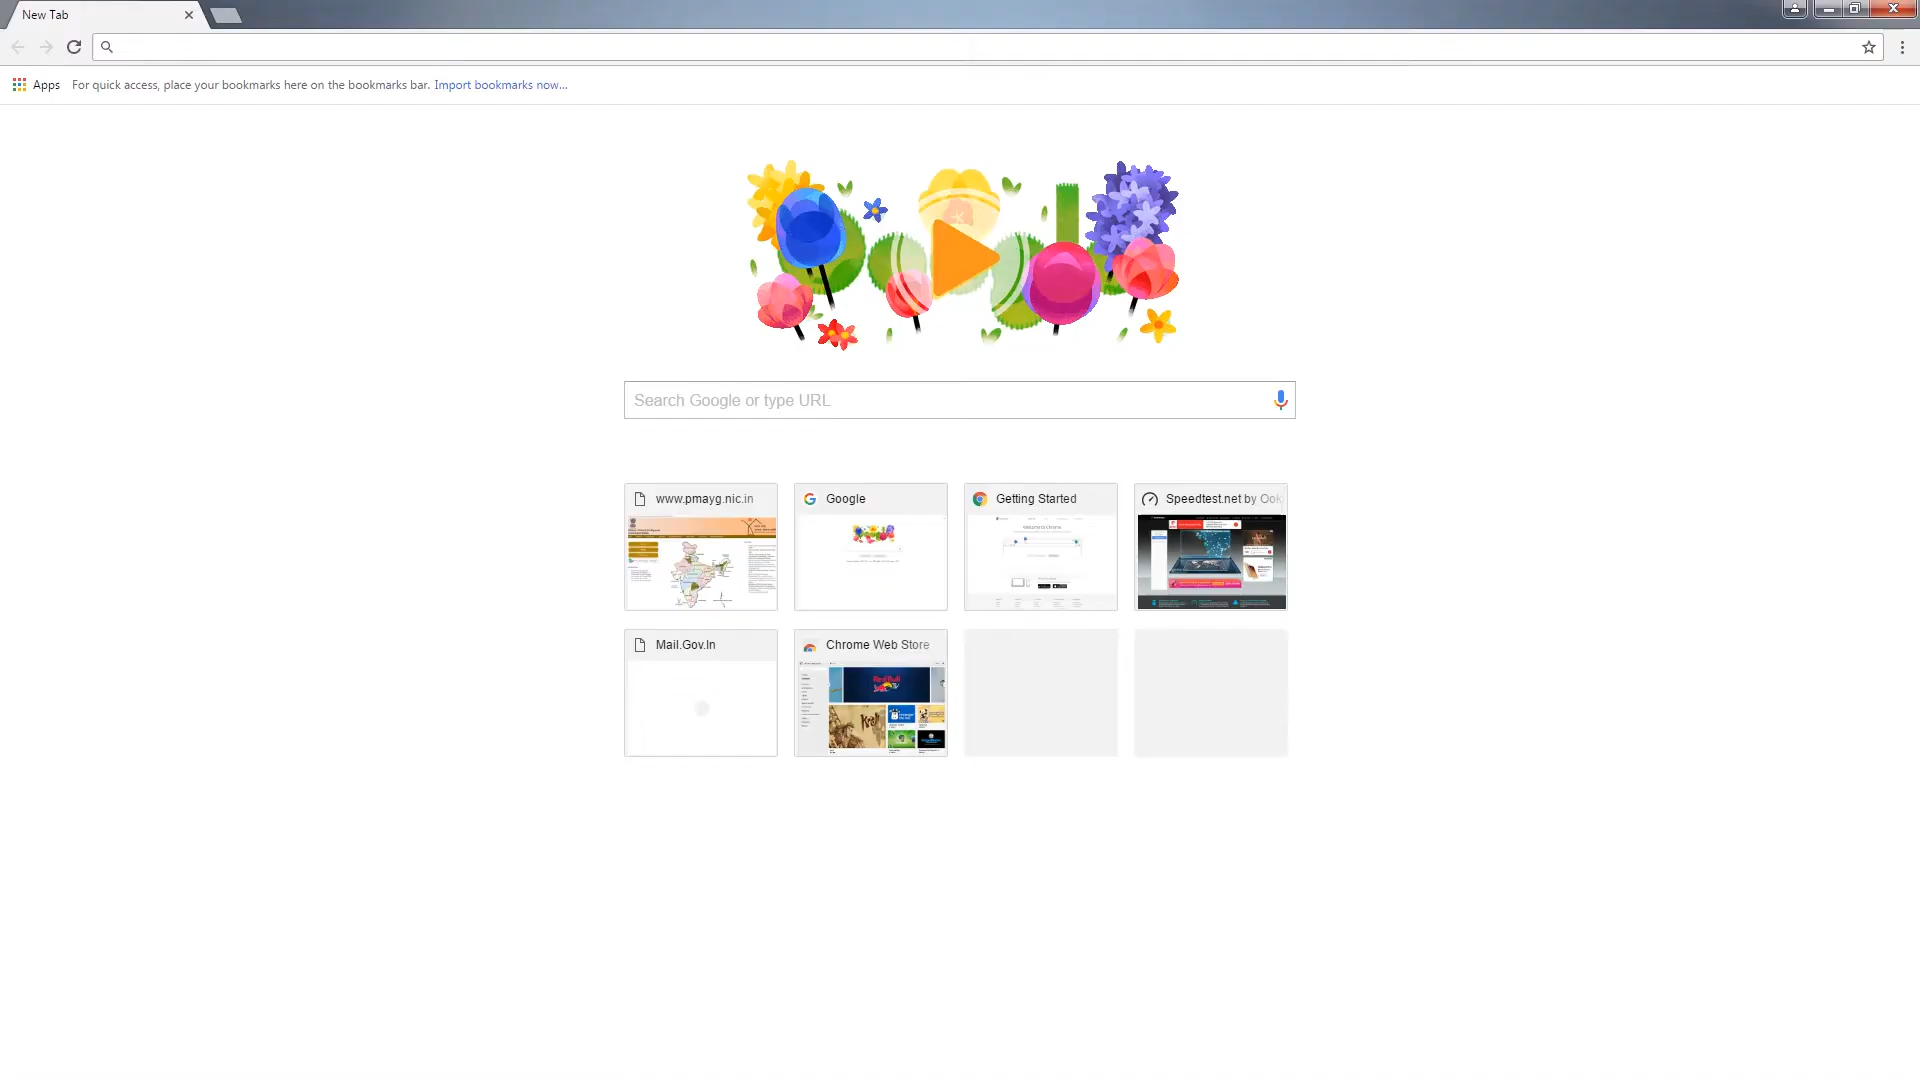 New Tab
Apps For quick access, place your bookmarks here on the bookmarks bar. Import bookmarks now...
Search Google or type URL
www.pmayg.nic.in
Google
Getting Started
Speedtest.net by Ook
Mail.Gov.In
Chrome Web Store